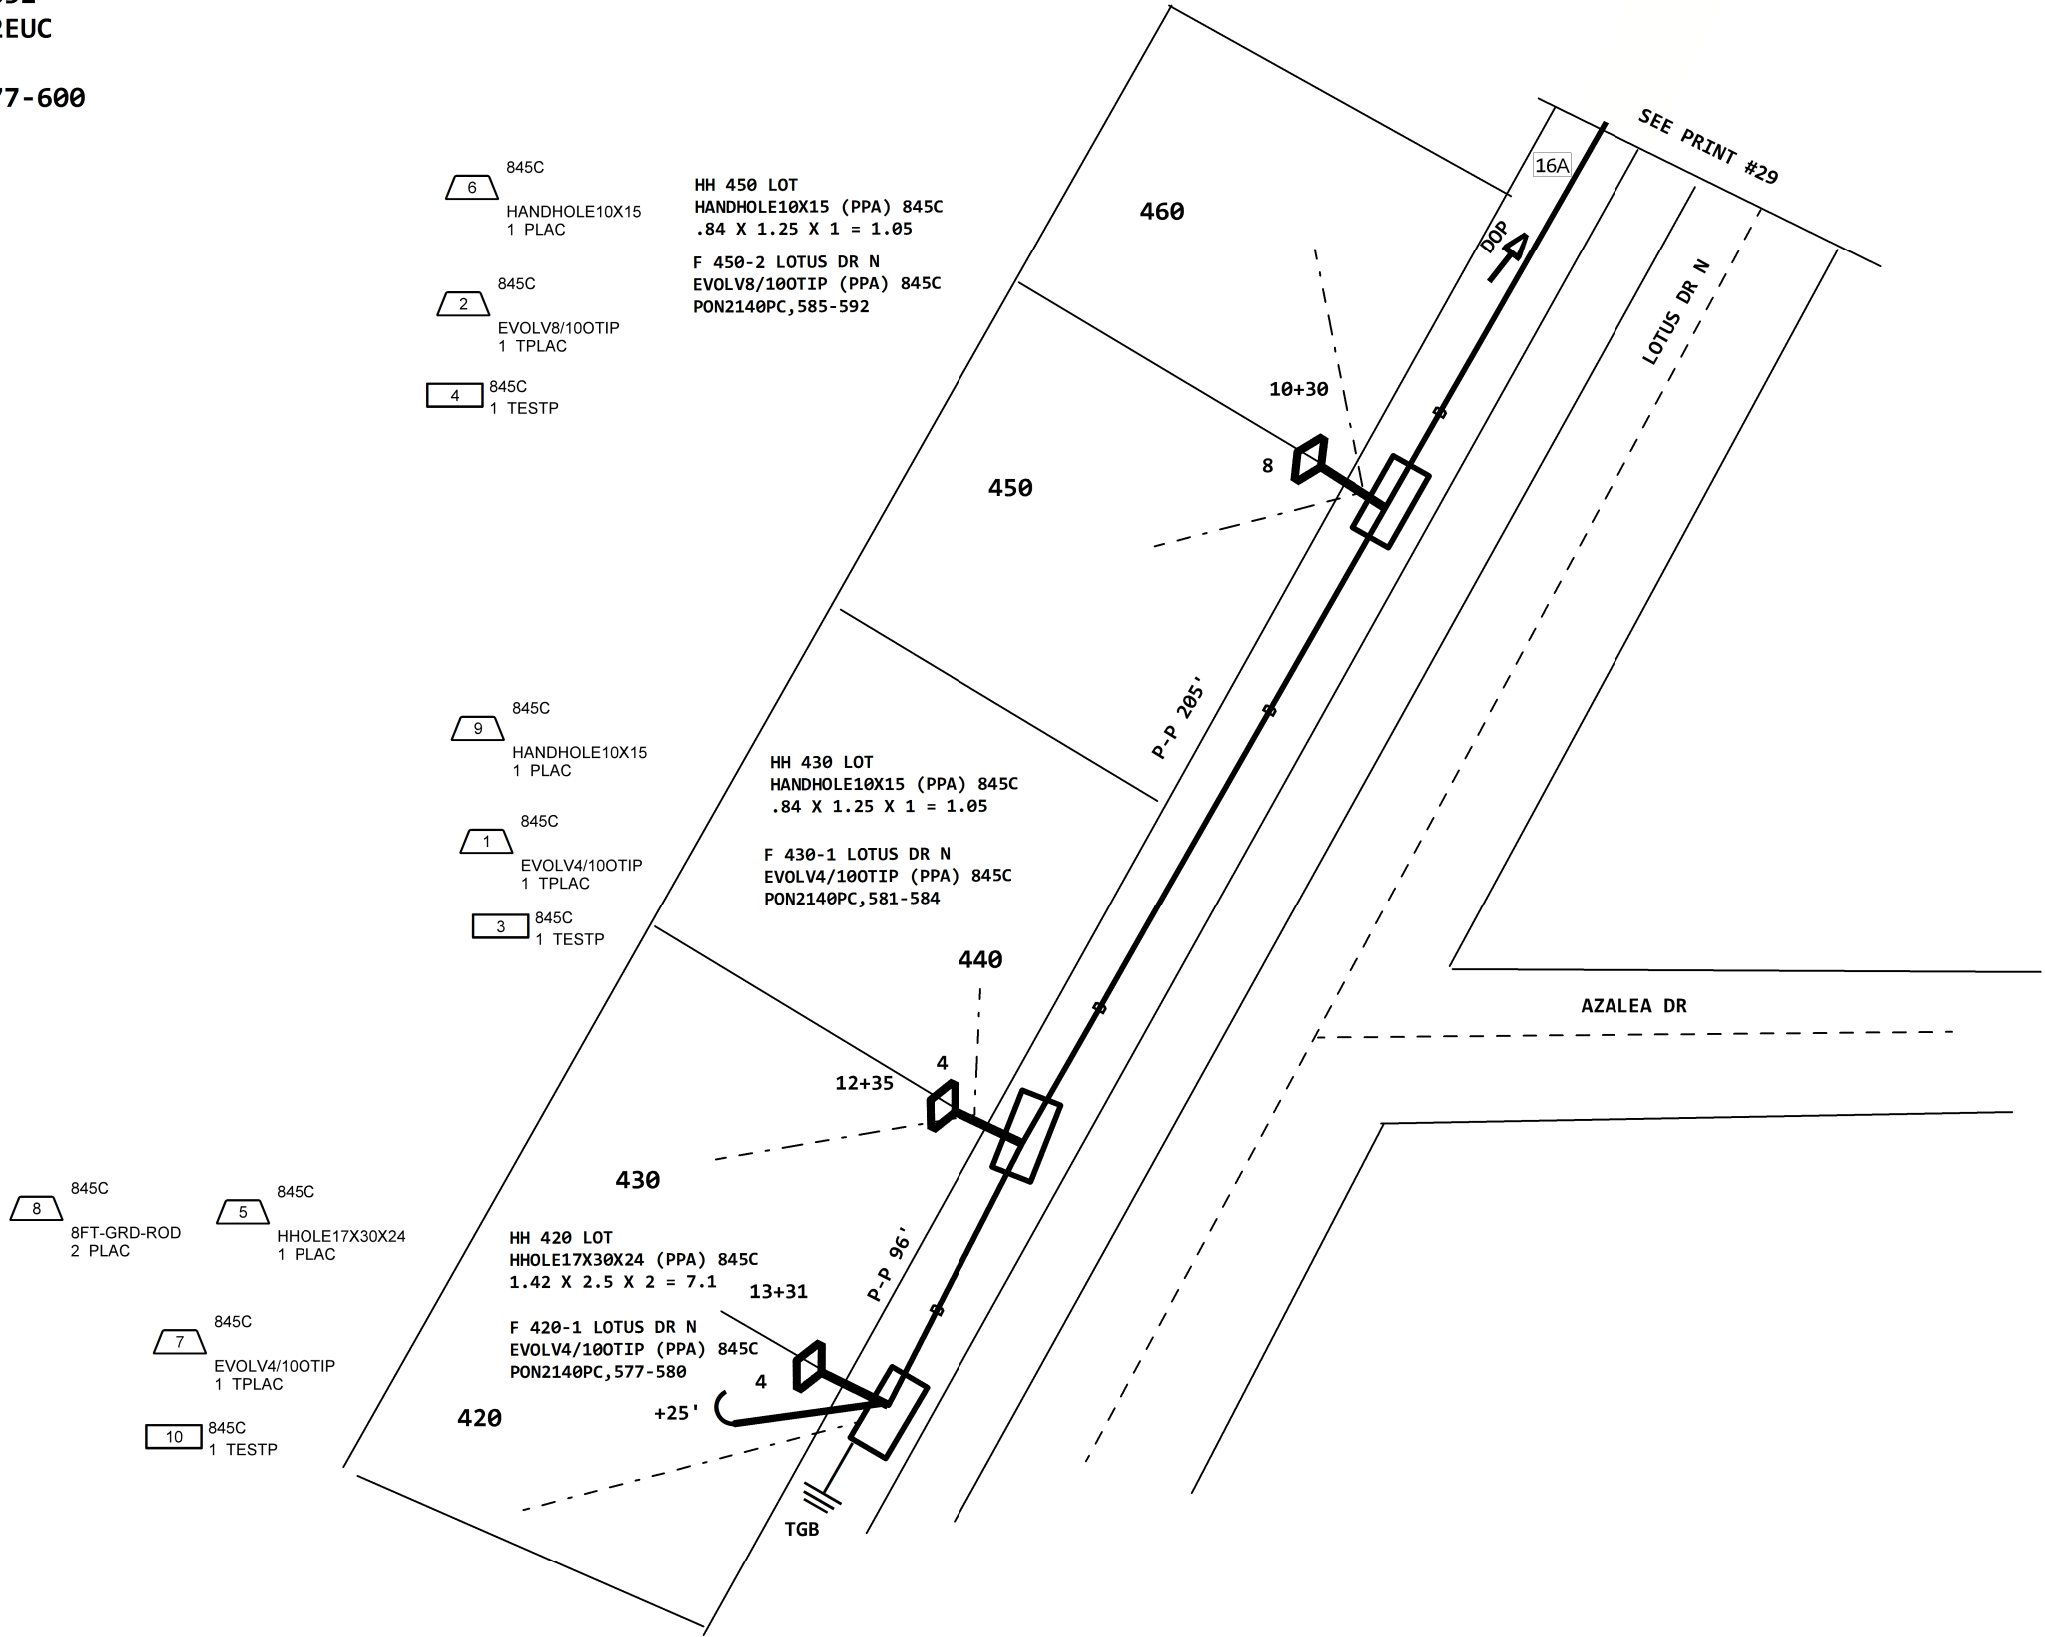 2EUC
77-600
SEE PRINT #29
16A
DOP
LOTUS DR N
6
845C
HANDHOLE10X15
1 PLAC
HH 450 LOT
HANDHOLE10X15 (PPA) 845C
.84 X 1.25 X 1 = 1.05
460
2
845C
EVOLV8/10OTIP
1 TPLAC
F 450-2 LOTUS DR N
EVOLV8/10OTIP (PPA) 845C
PON2140PC,585-592
4
845C
1 TESTP
10+30
8
450
P-P 205'
9
845C
HANDHOLE10X15
1 PLAC
HH 430 LOT
HANDHOLE10X15 (PPA) 845C
.84 X 1.25 X 1 = 1.05
1
845C
EVOLV4/10OTIP
1 TPLAC
F 430-1 LOTUS DR N
EVOLV4/10OTIP (PPA) 845C
PON2140PC,581-584
3
845C
1 TESTP
440
AZALEA DR
4
12+35
430
8
845C
8FT-GRD-ROD
2 PLAC
5
845C
HHOLE17X30X24
1 PLAC
HH 420 LOT
HHOLE17X30X24 (PPA) 845C
1.42 X 2.5 X 2 = 7.1
P-P 96'
13+31
7
845C
EVOLV4/10OTIP
1 TPLAC
F 420-1 LOTUS DR N
EVOLV4/10OTIP (PPA) 845C
PON2140PC,577-580
4
+25'
420
10
845C
1 TESTP
TGB